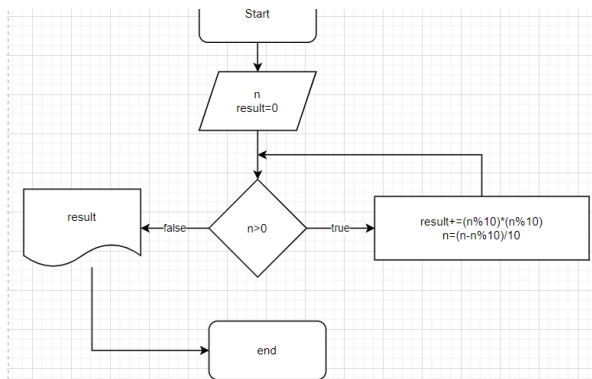 Start
n
result=0
n>0
true
result+=(n%10)*(n%10)
n=(n-n%10)/10
false
result
end